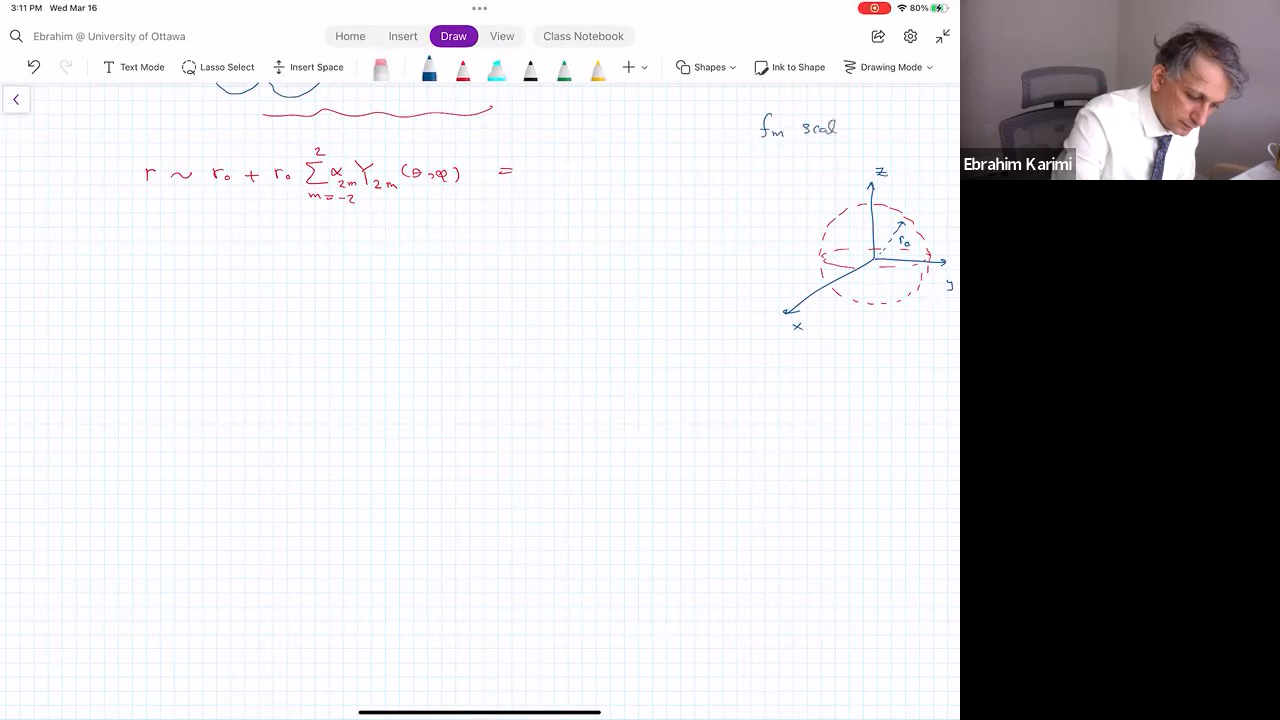 3:11 PM Wed Mar 16
80%
Ebrahim @ University of Ottawa
Home Insert Draw View Class Notebook
Text Mode Lasso Select Insert Space Shapes Ink to Shape Drawing Mode
fm scal
Ebrahim Karimi
r ~ r₀ + r₀ ∑_{m=-2}^{2} α_{2m} Y_{2m} (θ,φ) =
z
r₀
y
x